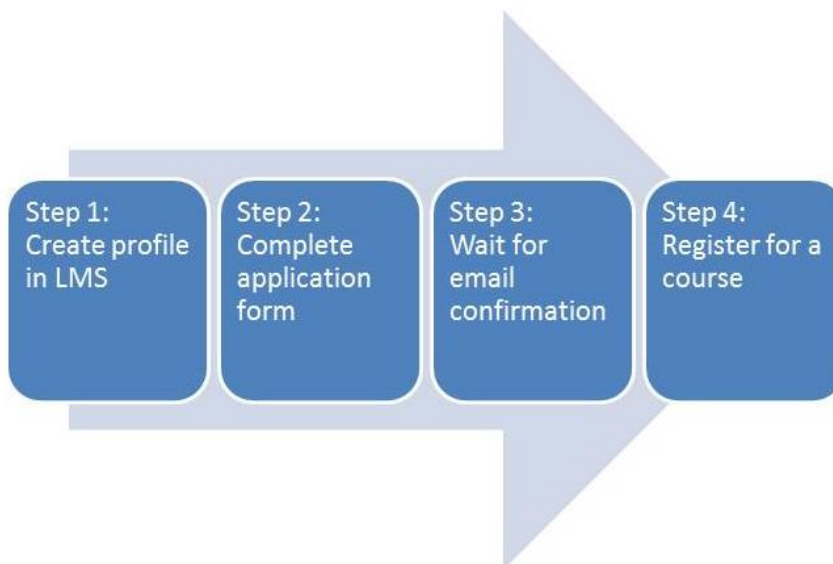 Step 1:
Create profile
in LMS
Step 2:
Complete
application
form
Step 3:
Wait for
email
confirmation
Step 4:
Register for a
course